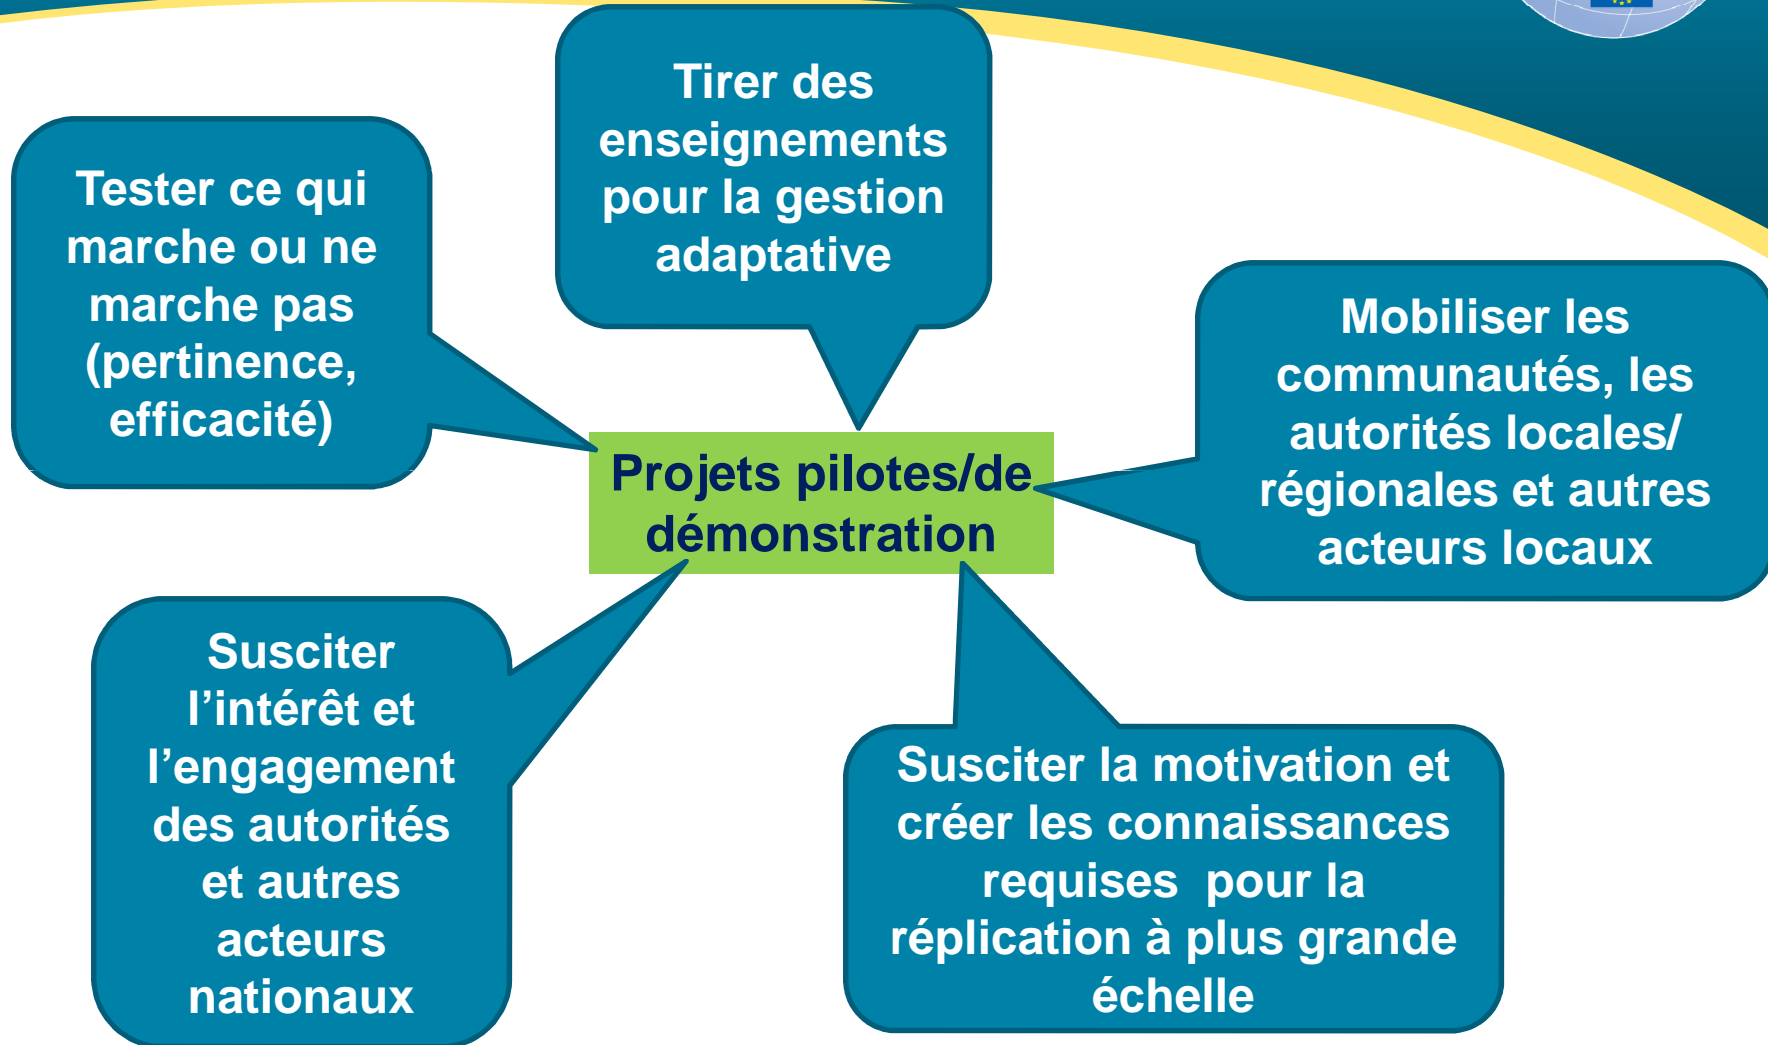 Tirer des
enseignements
pour la gestion
adaptative
Tester ce qui
marche ou ne
marche pas
(pertinence,
efficacité)
Mobiliser les
communautés, les
autorités locales/
régionales et autres
acteurs locaux
Projets pilotes/de
démonstration
Susciter
l’intérêt et
l’engagement
des autorités
et autres
acteurs
nationaux
Susciter la motivation et
créer les connaissances
requises  pour la
réplication à plus grande
échelle